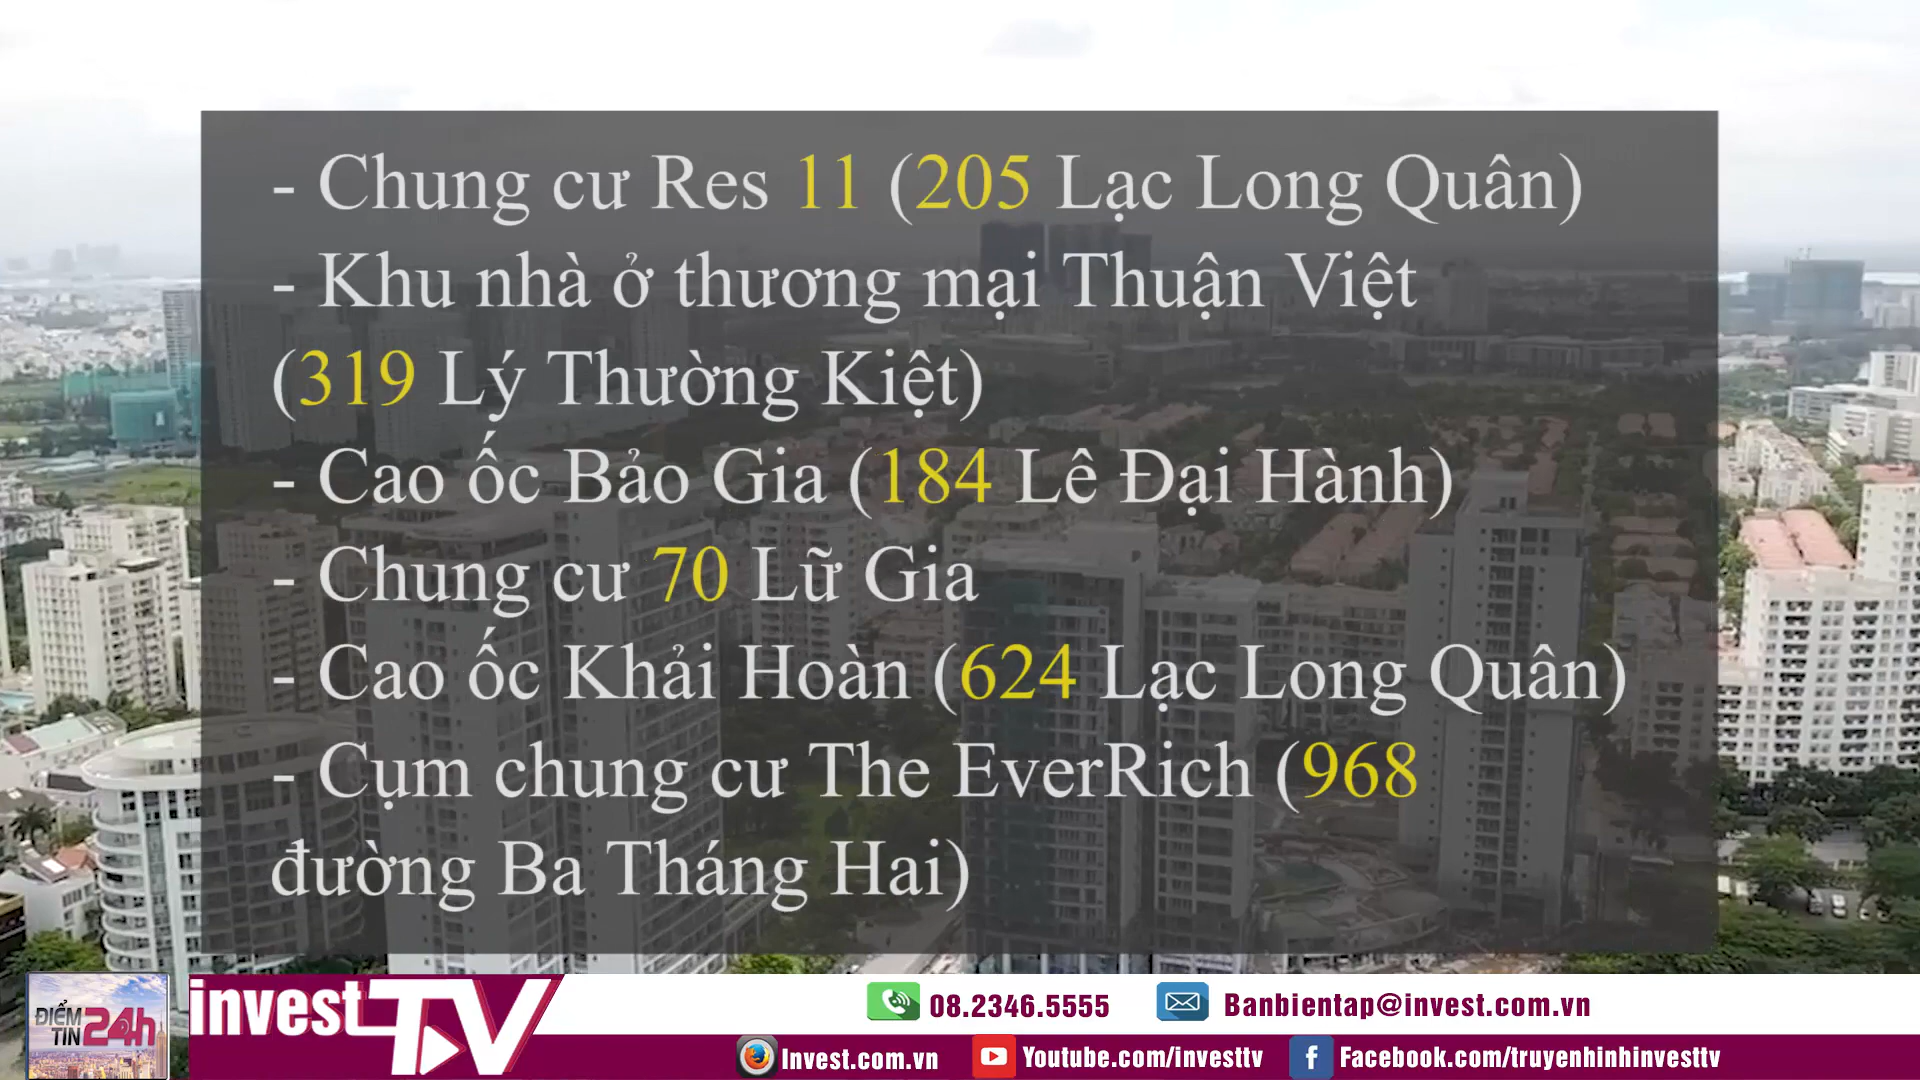 - Chung cư Res 11 (205 Lạc Long Quân)
- Khu nhà ở thương mại Thuận Việt
(319 Lý Thường Kiệt)
- Cao ốc Bảo Gia (184 Lê Đại Hành)
- Chung cư 70 Lữ Gia
- Cao ốc Khải Hoàn (624 Lạc Long Quân)
- Cụm chung cư The EverRich (968
đường Ba Tháng Hai)
ĐIỂM TIN 24h
invest TV
08.2346.5555
Banbientap@invest.com.vn
Invest.com.vn
Youtube.com/investtv
Facebook.com/truyenhinhinvesttv